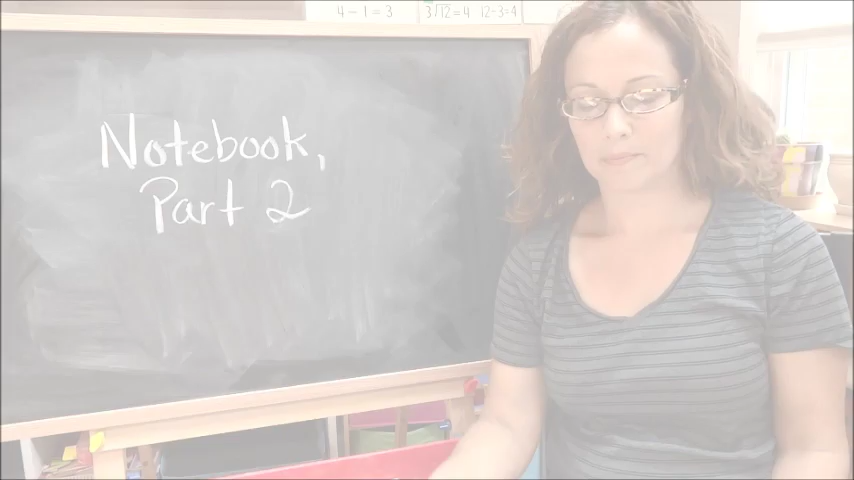 4 − 1 = 3
3√12 = 4 12÷3=4
Notebook,
Part 2